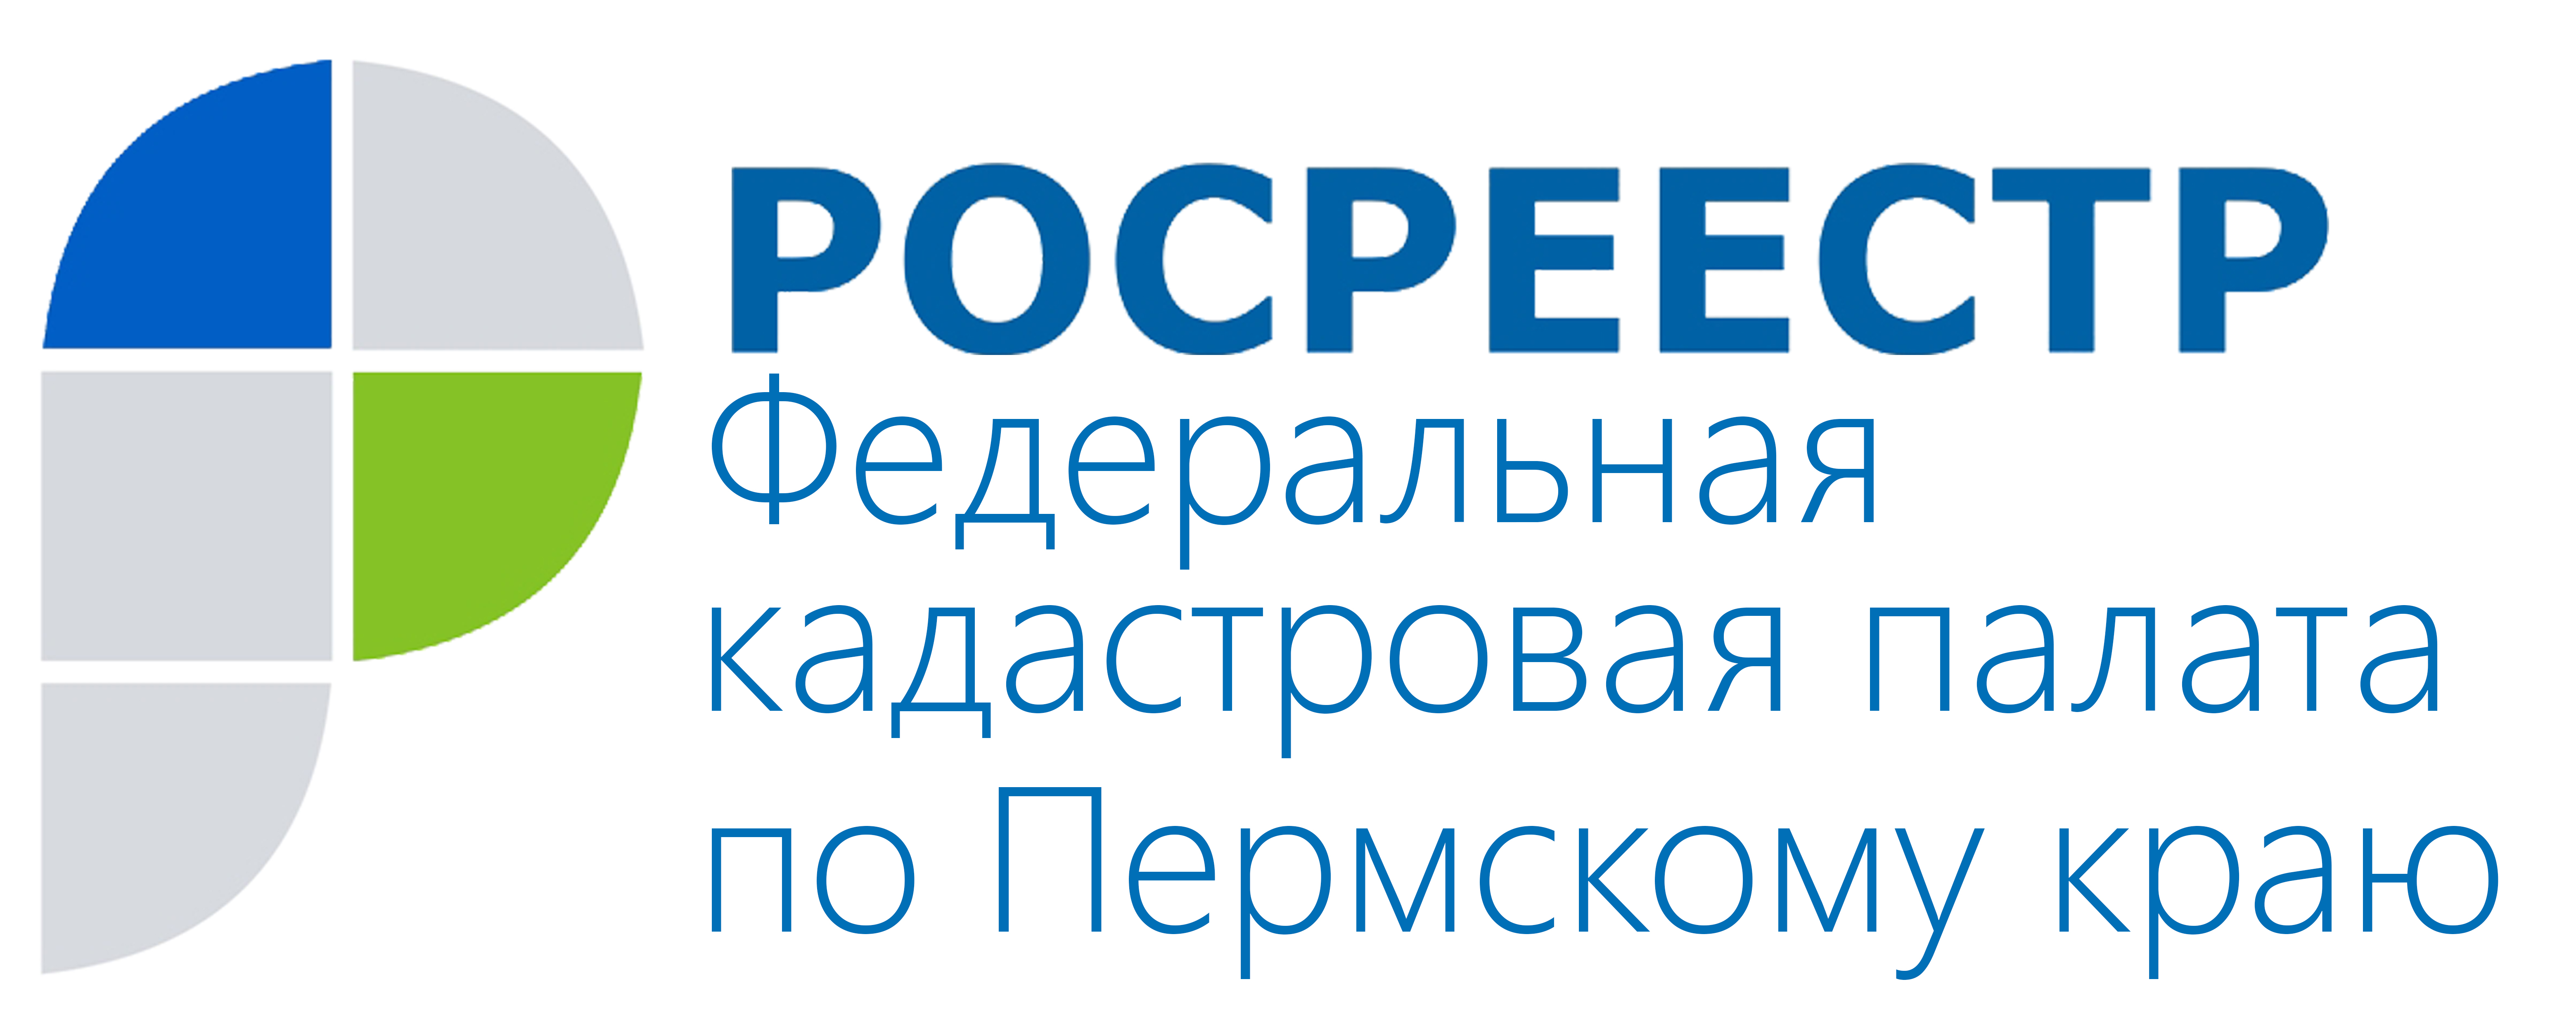 РОСРЕЕСТР
Федеральная
кадастровая палата
по Пермскому краю